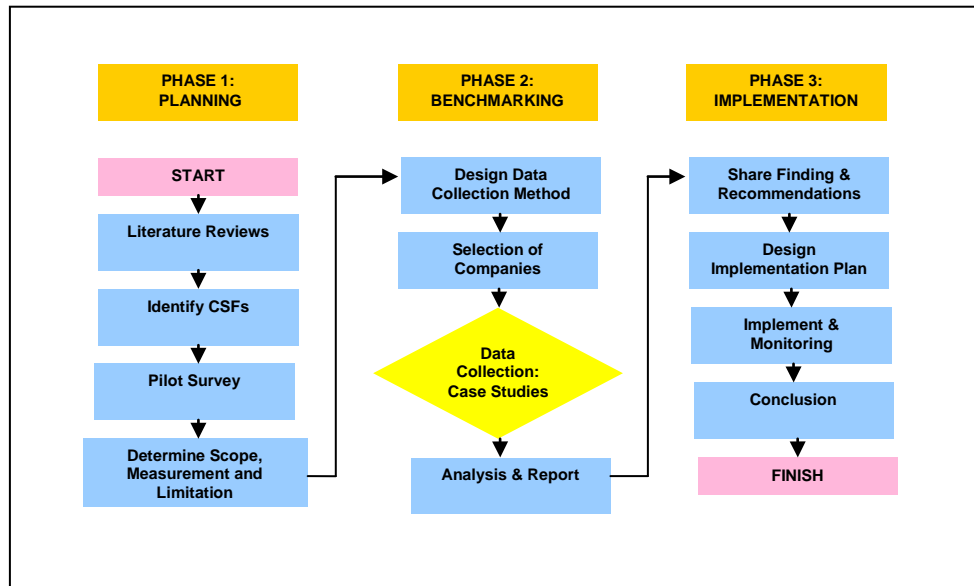 PHASE 1:
PLANNING
START
Literature Reviews
Identify CSFs
Pilot Survey
Determine Scope,
Measurement and
Limitation
PHASE 2:
BENCHMARKING
Design Data
Collection Method
Selection of
Companies
Data
Collection:
Case Studies
Analysis & Report
PHASE 3:
IMPLEMENTATION
Share Finding &
Recommendations
Design
Implementation Plan
Implement &
Monitoring
Conclusion
FINISH